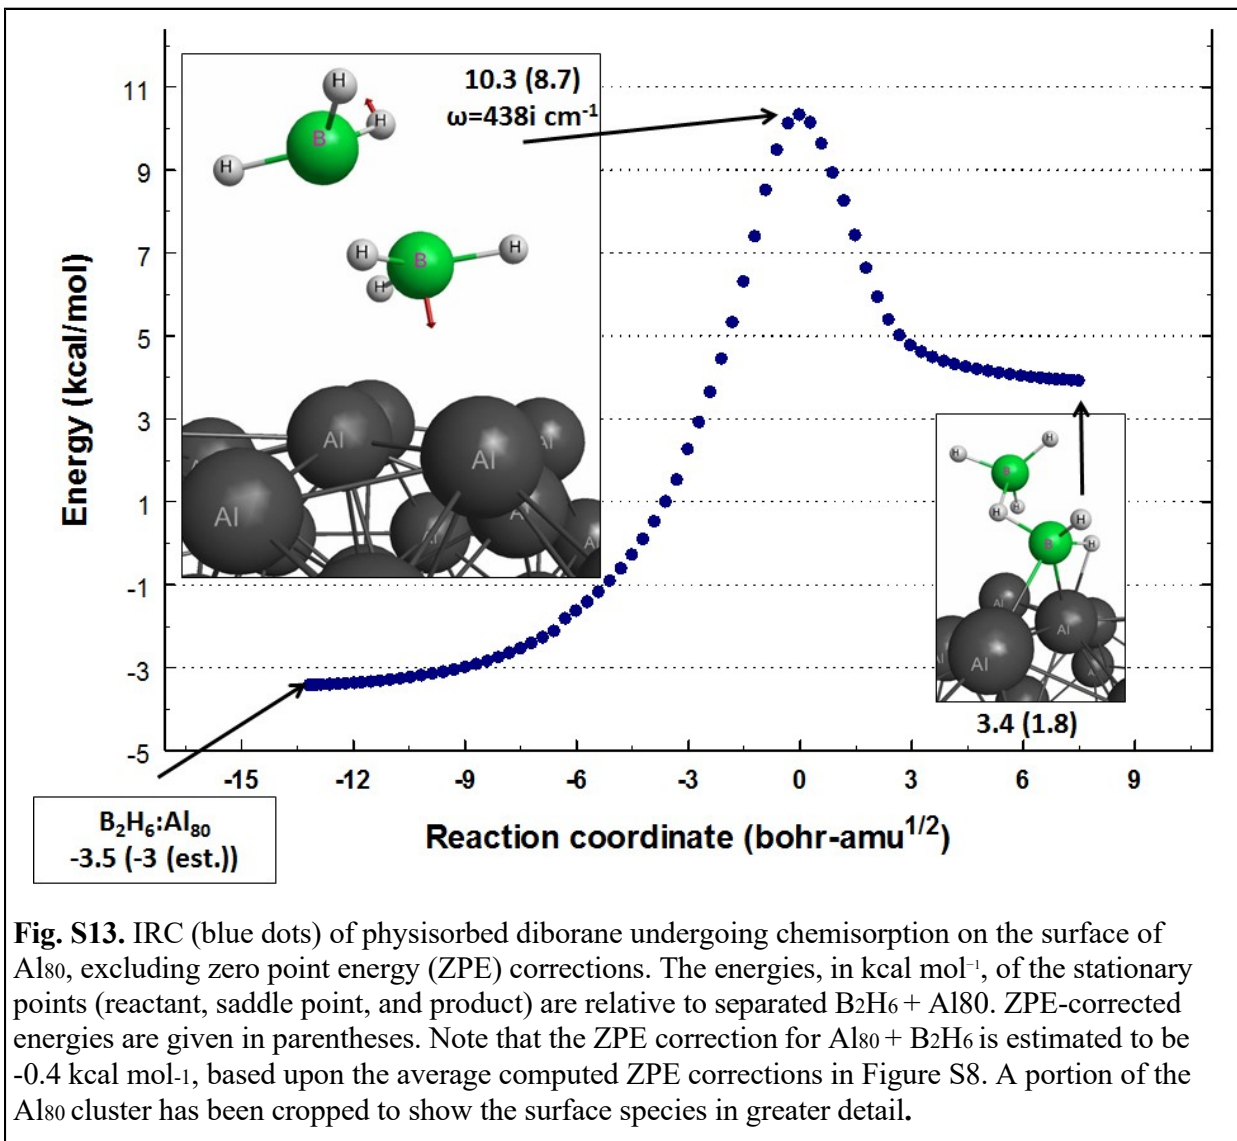 Energy (kcal/mol)
11
9
7
5
3
1
-1
-3
-5
10.3 (8.7)
ω=438i cm-1
H
H
H
B
H
H
H
B
Al
Al
Al
Al
A
Al
H
H
B
H
H
H
B
H
Al
Al
Al
3.4 (1.8)
-15
-12
-9
-6
-3
0
3
6
9
Reaction coordinate (bohr-amu1/2)
B2H6:Al80
-3.5 (-3 (est.))
Fig. S13. IRC (blue dots) of physisorbed diborane undergoing chemisorption on the surface of
Al80, excluding zero point energy (ZPE) corrections. The energies, in kcal mol−1, of the stationary
points (reactant, saddle point, and product) are relative to separated B2H6 + Al80. ZPE-corrected
energies are given in parentheses. Note that the ZPE correction for Al80 + B2H6 is estimated to be
-0.4 kcal mol-1, based upon the average computed ZPE corrections in Figure S8. A portion of the
Al80 cluster has been cropped to show the surface species in greater detail.